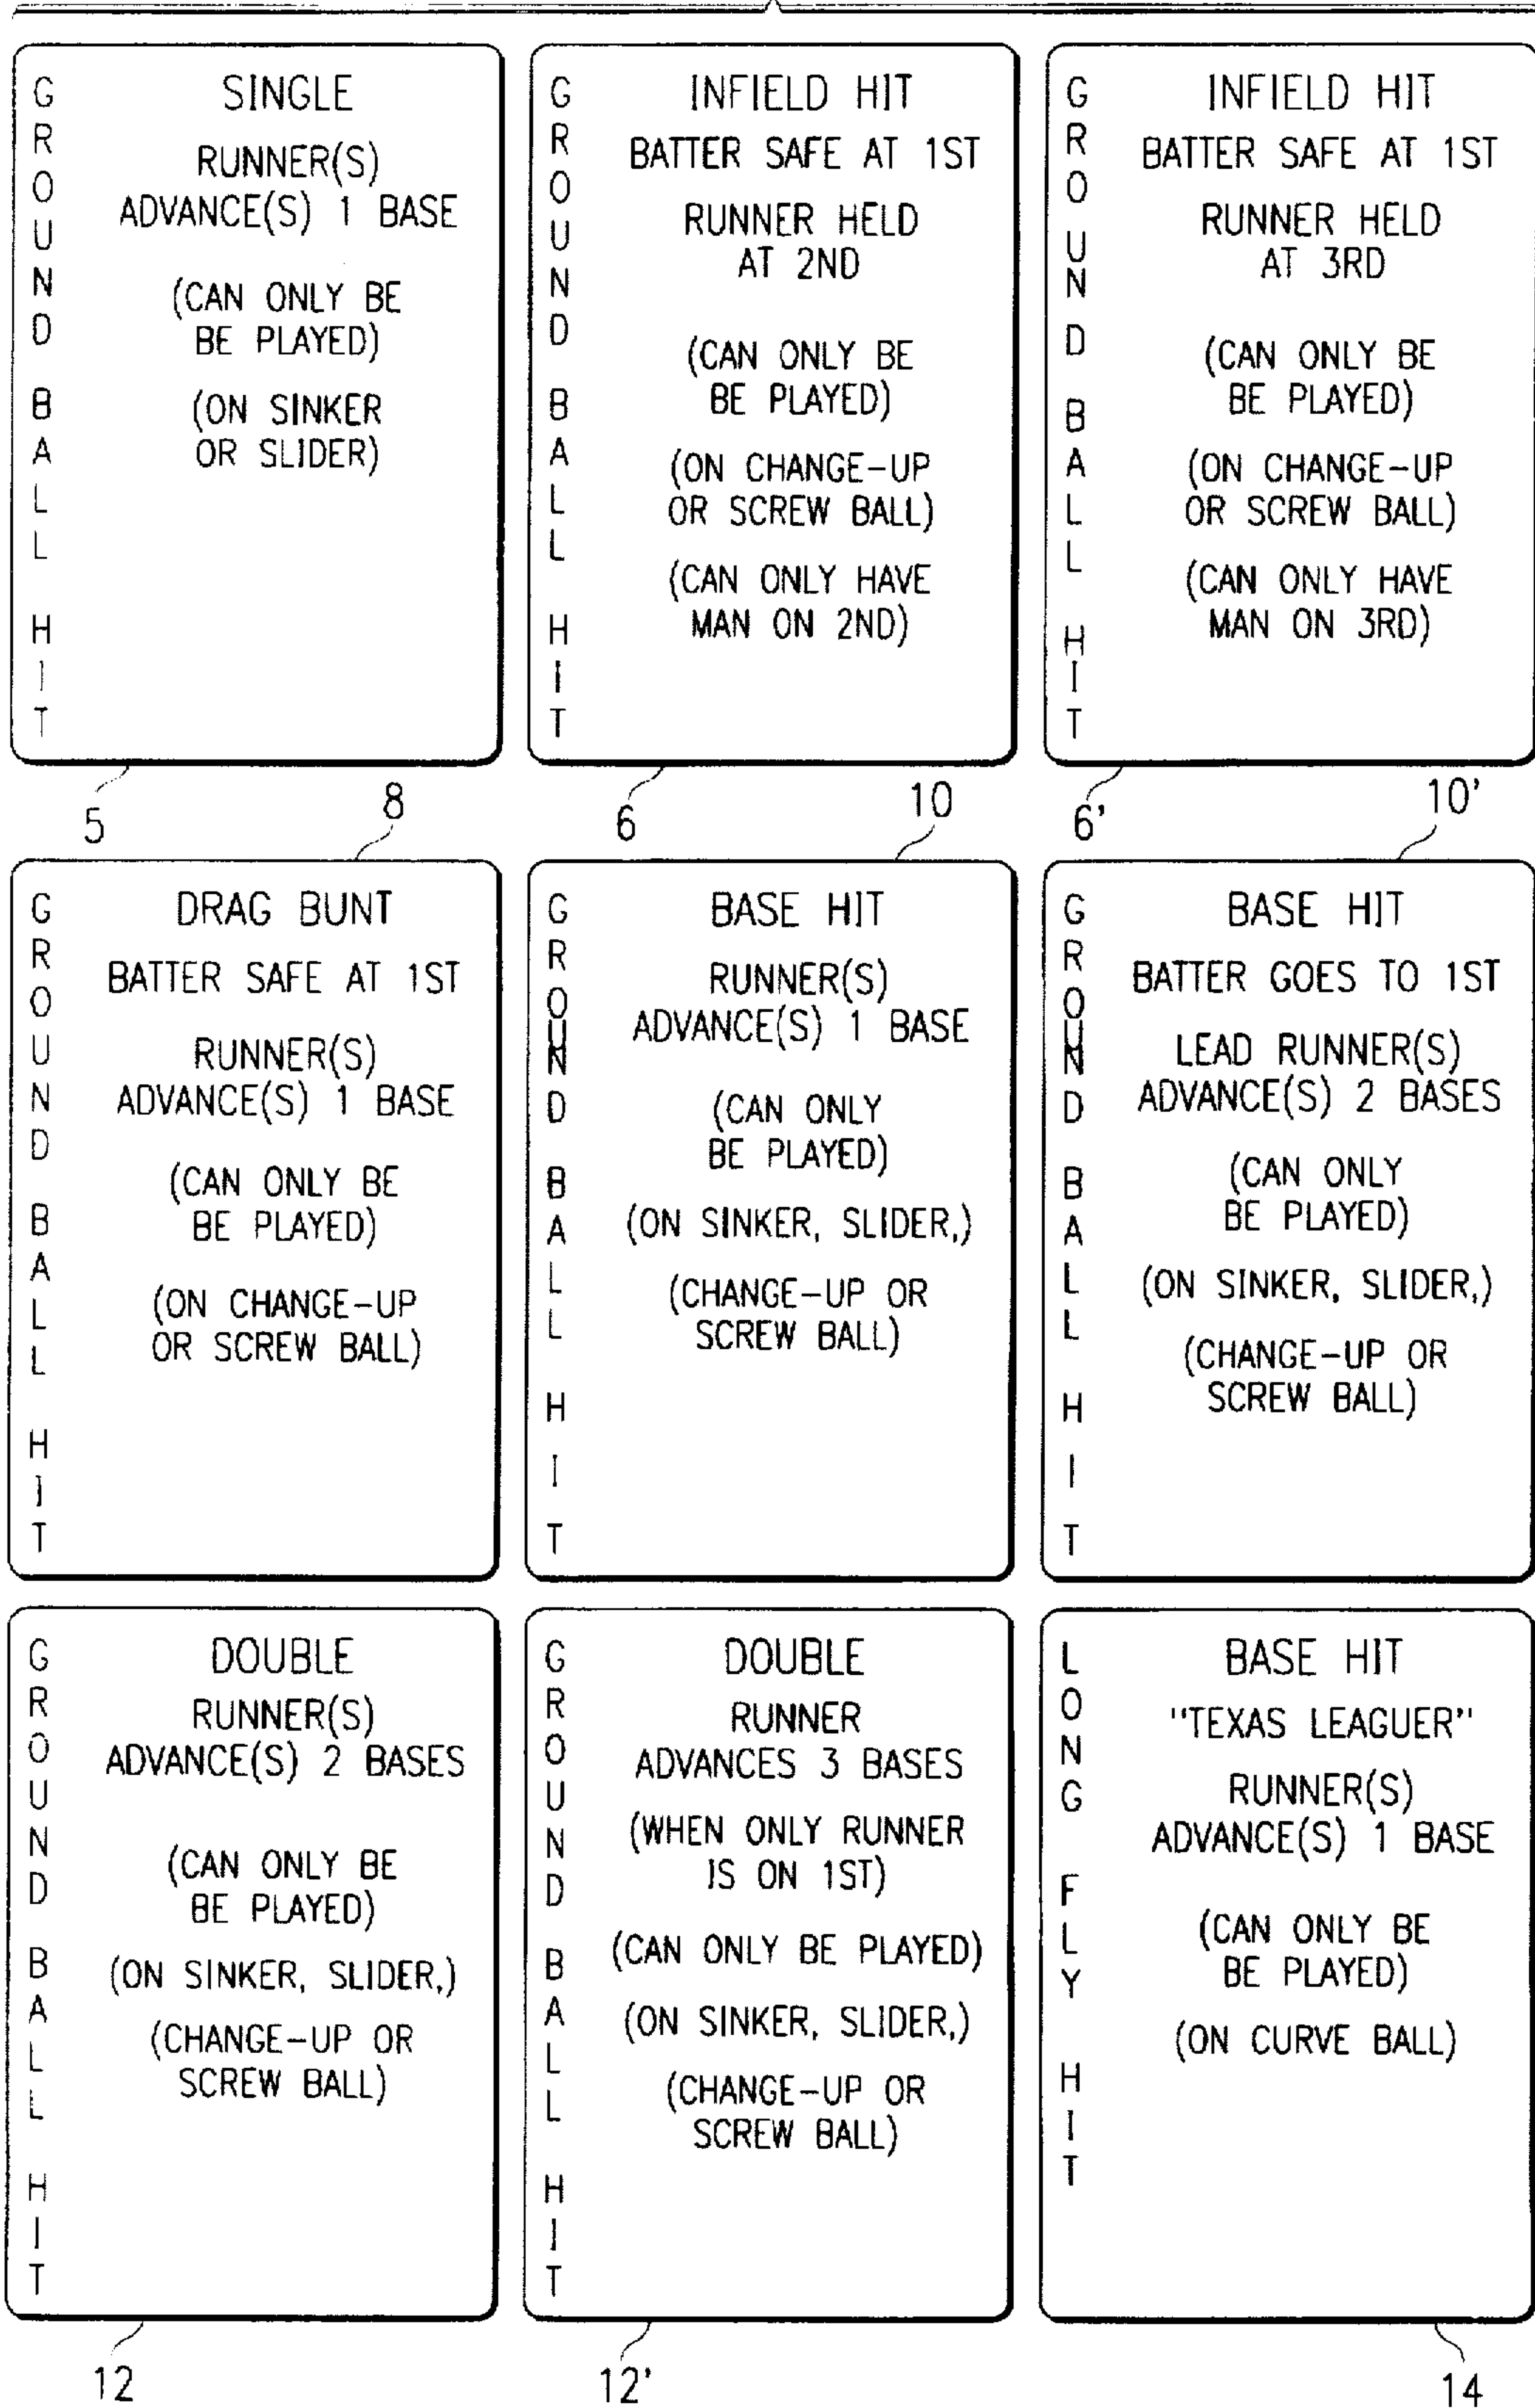 GROUND BALL HIT
SINGLE
RUNNER(S)
ADVANCE(S) 1 BASE
(CAN ONLY BE
BE PLAYED)
(ON SINKER
OR SLIDER)
5
GROUND BALL HIT
INFIELD HIT
BATTER SAFE AT 1ST
RUNNER HELD
AT 2ND
(CAN ONLY BE
BE PLAYED)
(ON CHANGE-UP
OR SCREW BALL)
(CAN ONLY HAVE
MAN ON 2ND)
6
GROUND BALL HIT
INFIELD HIT
BATTER SAFE AT 1ST
RUNNER HELD
AT 3RD
(CAN ONLY BE
BE PLAYED)
(ON CHANGE-UP
OR SCREW BALL)
(CAN ONLY HAVE
MAN ON 3RD)
6'
8
GROUND BALL HIT
DRAG BUNT
BATTER SAFE AT 1ST
RUNNER(S)
ADVANCE(S) 1 BASE
(CAN ONLY BE
BE PLAYED)
(ON CHANGE-UP
OR SCREW BALL)
10
GROUND BALL HIT
BASE HIT
RUNNER(S)
ADVANCE(S) 1 BASE
(CAN ONLY
BE PLAYED)
(ON SINKER, SLIDER,)
(CHANGE-UP OR
SCREW BALL)
10'
GROUND BALL HIT
BASE HIT
BATTER GOES TO 1ST
LEAD RUNNER(S)
ADVANCE(S) 2 BASES
(CAN ONLY
BE PLAYED)
(ON SINKER, SLIDER,)
(CHANGE-UP OR
SCREW BALL)
GROUND BALL HIT
DOUBLE
RUNNER(S)
ADVANCE(S) 2 BASES
(CAN ONLY BE
BE PLAYED)
(ON SINKER, SLIDER,)
(CHANGE-UP OR
SCREW BALL)
12
GROUND BALL HIT
DOUBLE
RUNNER
ADVANCES 3 BASES
(WHEN ONLY RUNNER
IS ON 1ST)
(CAN ONLY BE PLAYED)
(ON SINKER, SLIDER,)
(CHANGE-UP OR
SCREW BALL)
12'
LONG FLY HIT
BASE HIT
"TEXAS LEAGUER"
RUNNER(S)
ADVANCE(S) 1 BASE
(CAN ONLY BE
BE PLAYED)
(ON CURVE BALL)
14